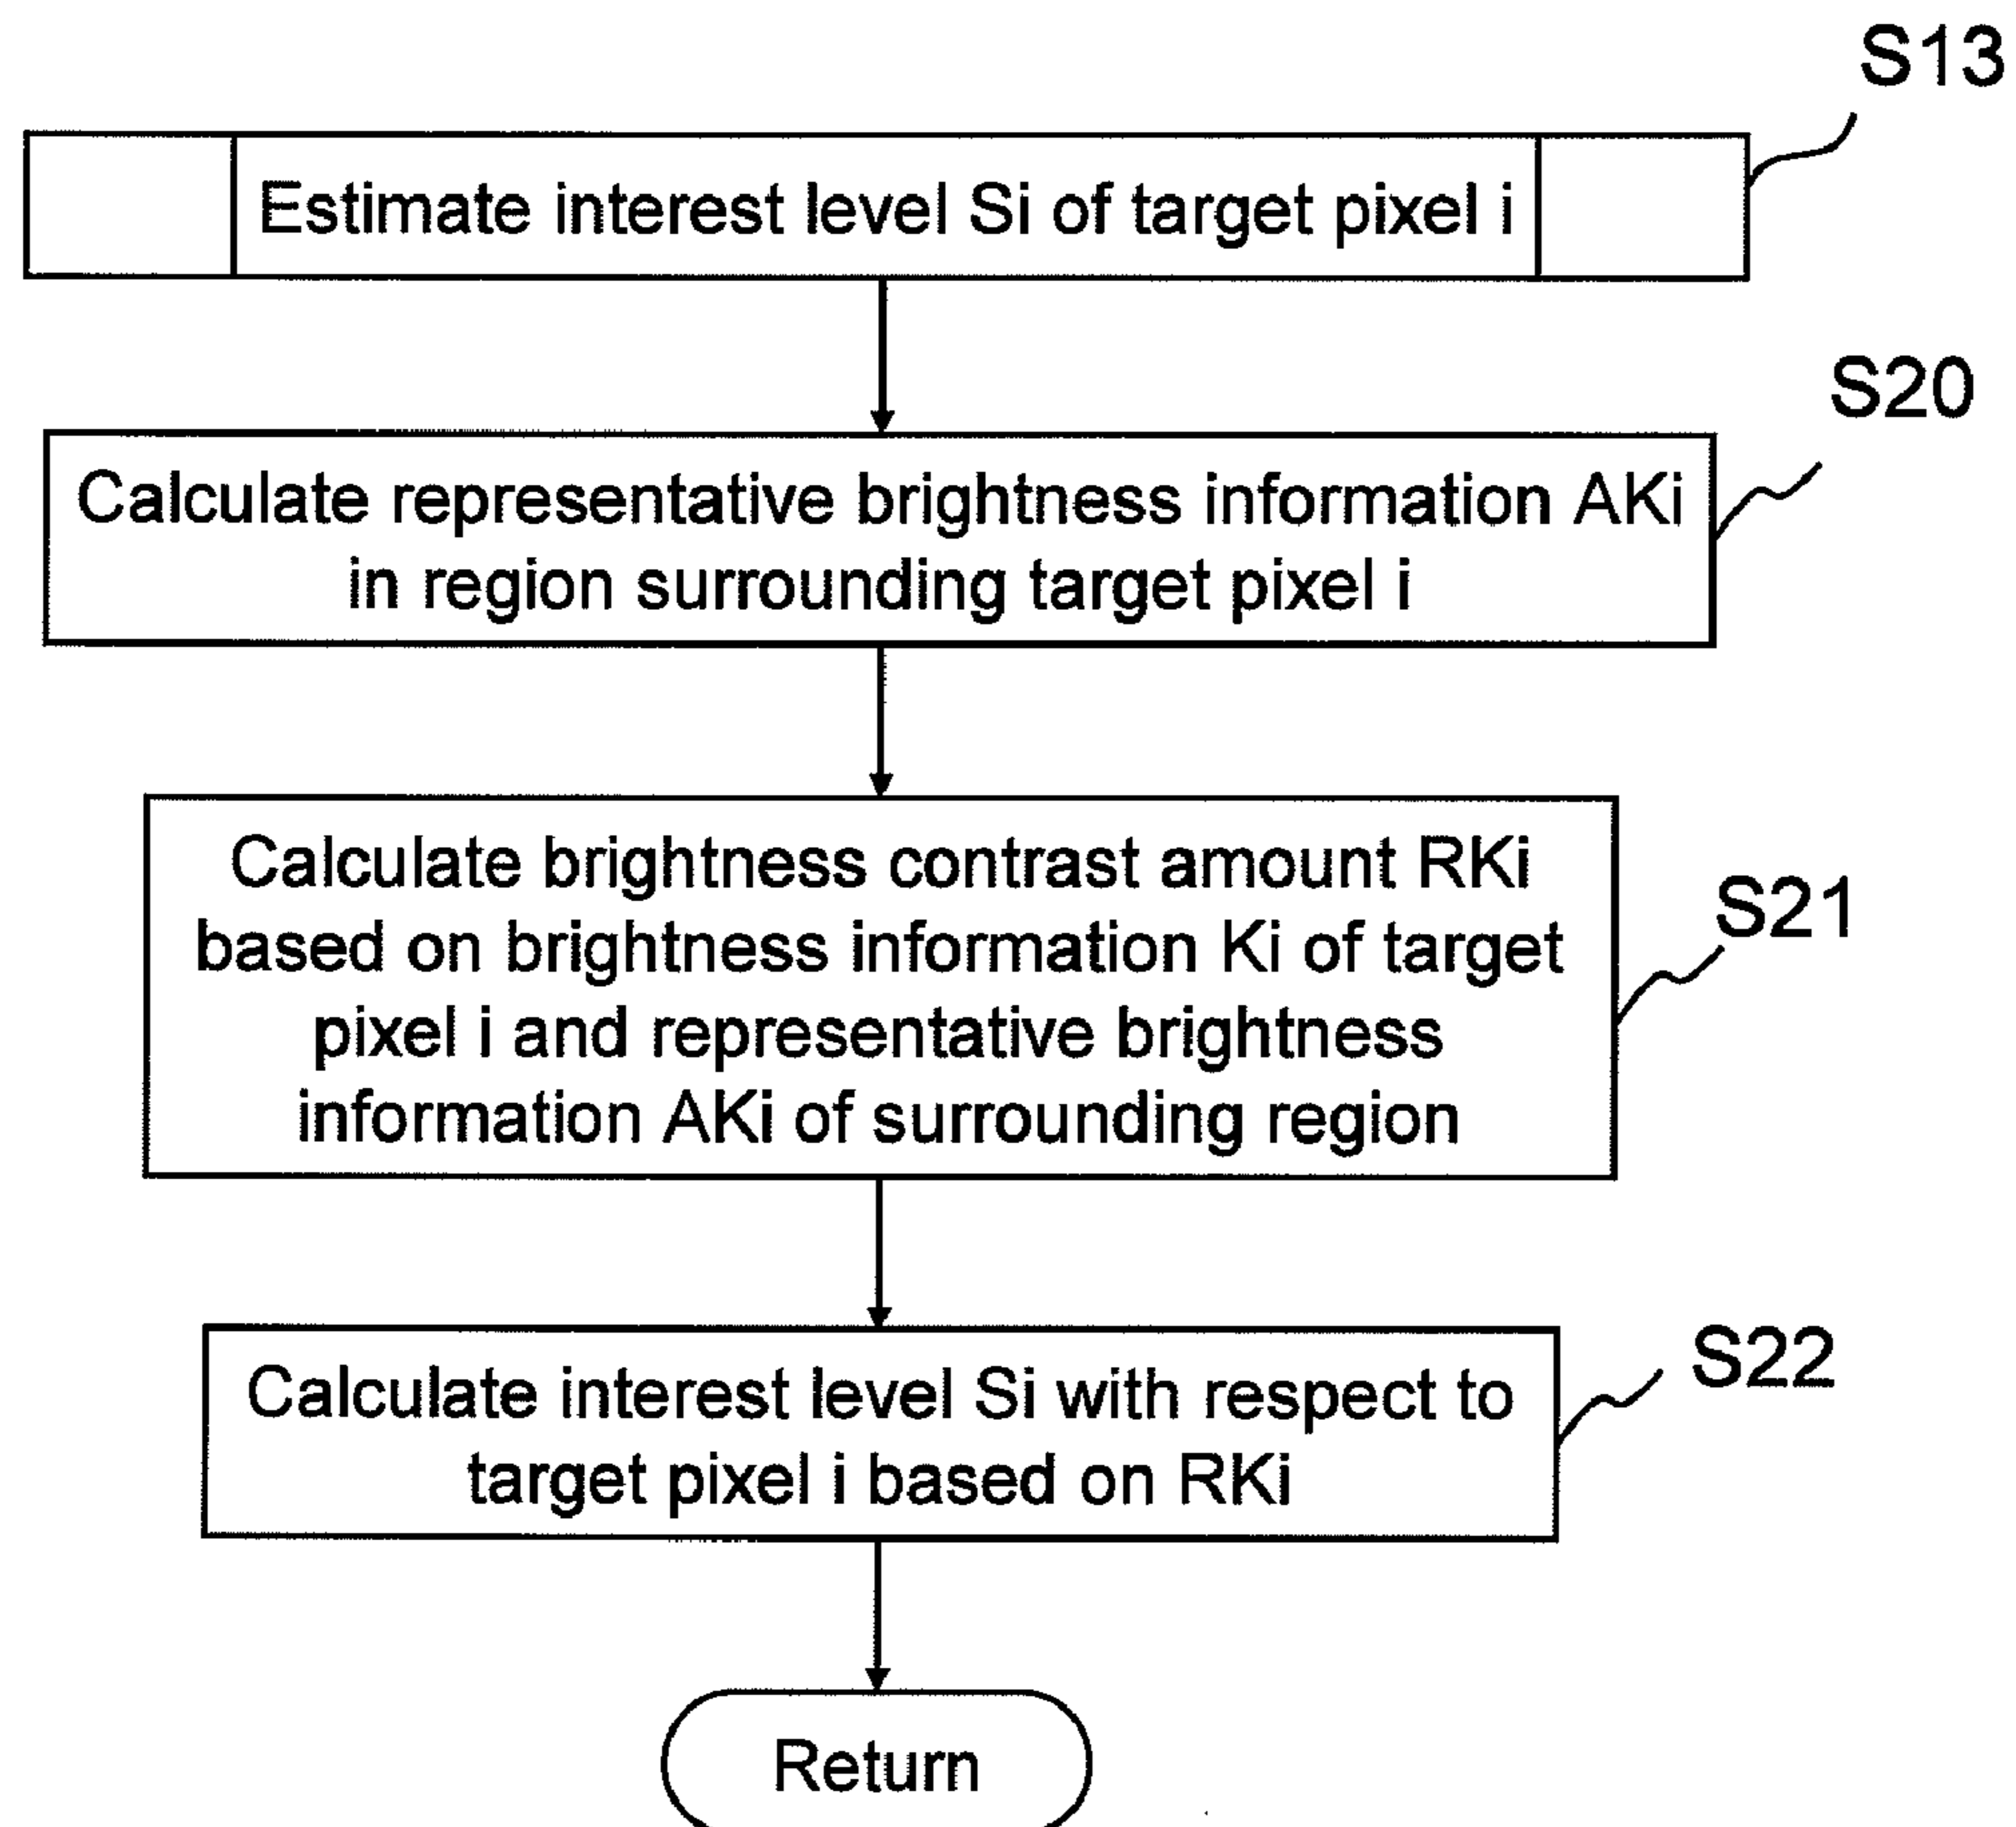 S13
Estimate interest level Si of target pixel i
S20
Calculate representative brightness information AKi
in region surrounding target pixel i
Calculate brightness contrast amount RKi
based on brightness information Ki of target
pixel i and representative brightness
information AKi of surrounding region
S21
Calculate interest level Si with respect to
target pixel i based on RKi
S22
Return